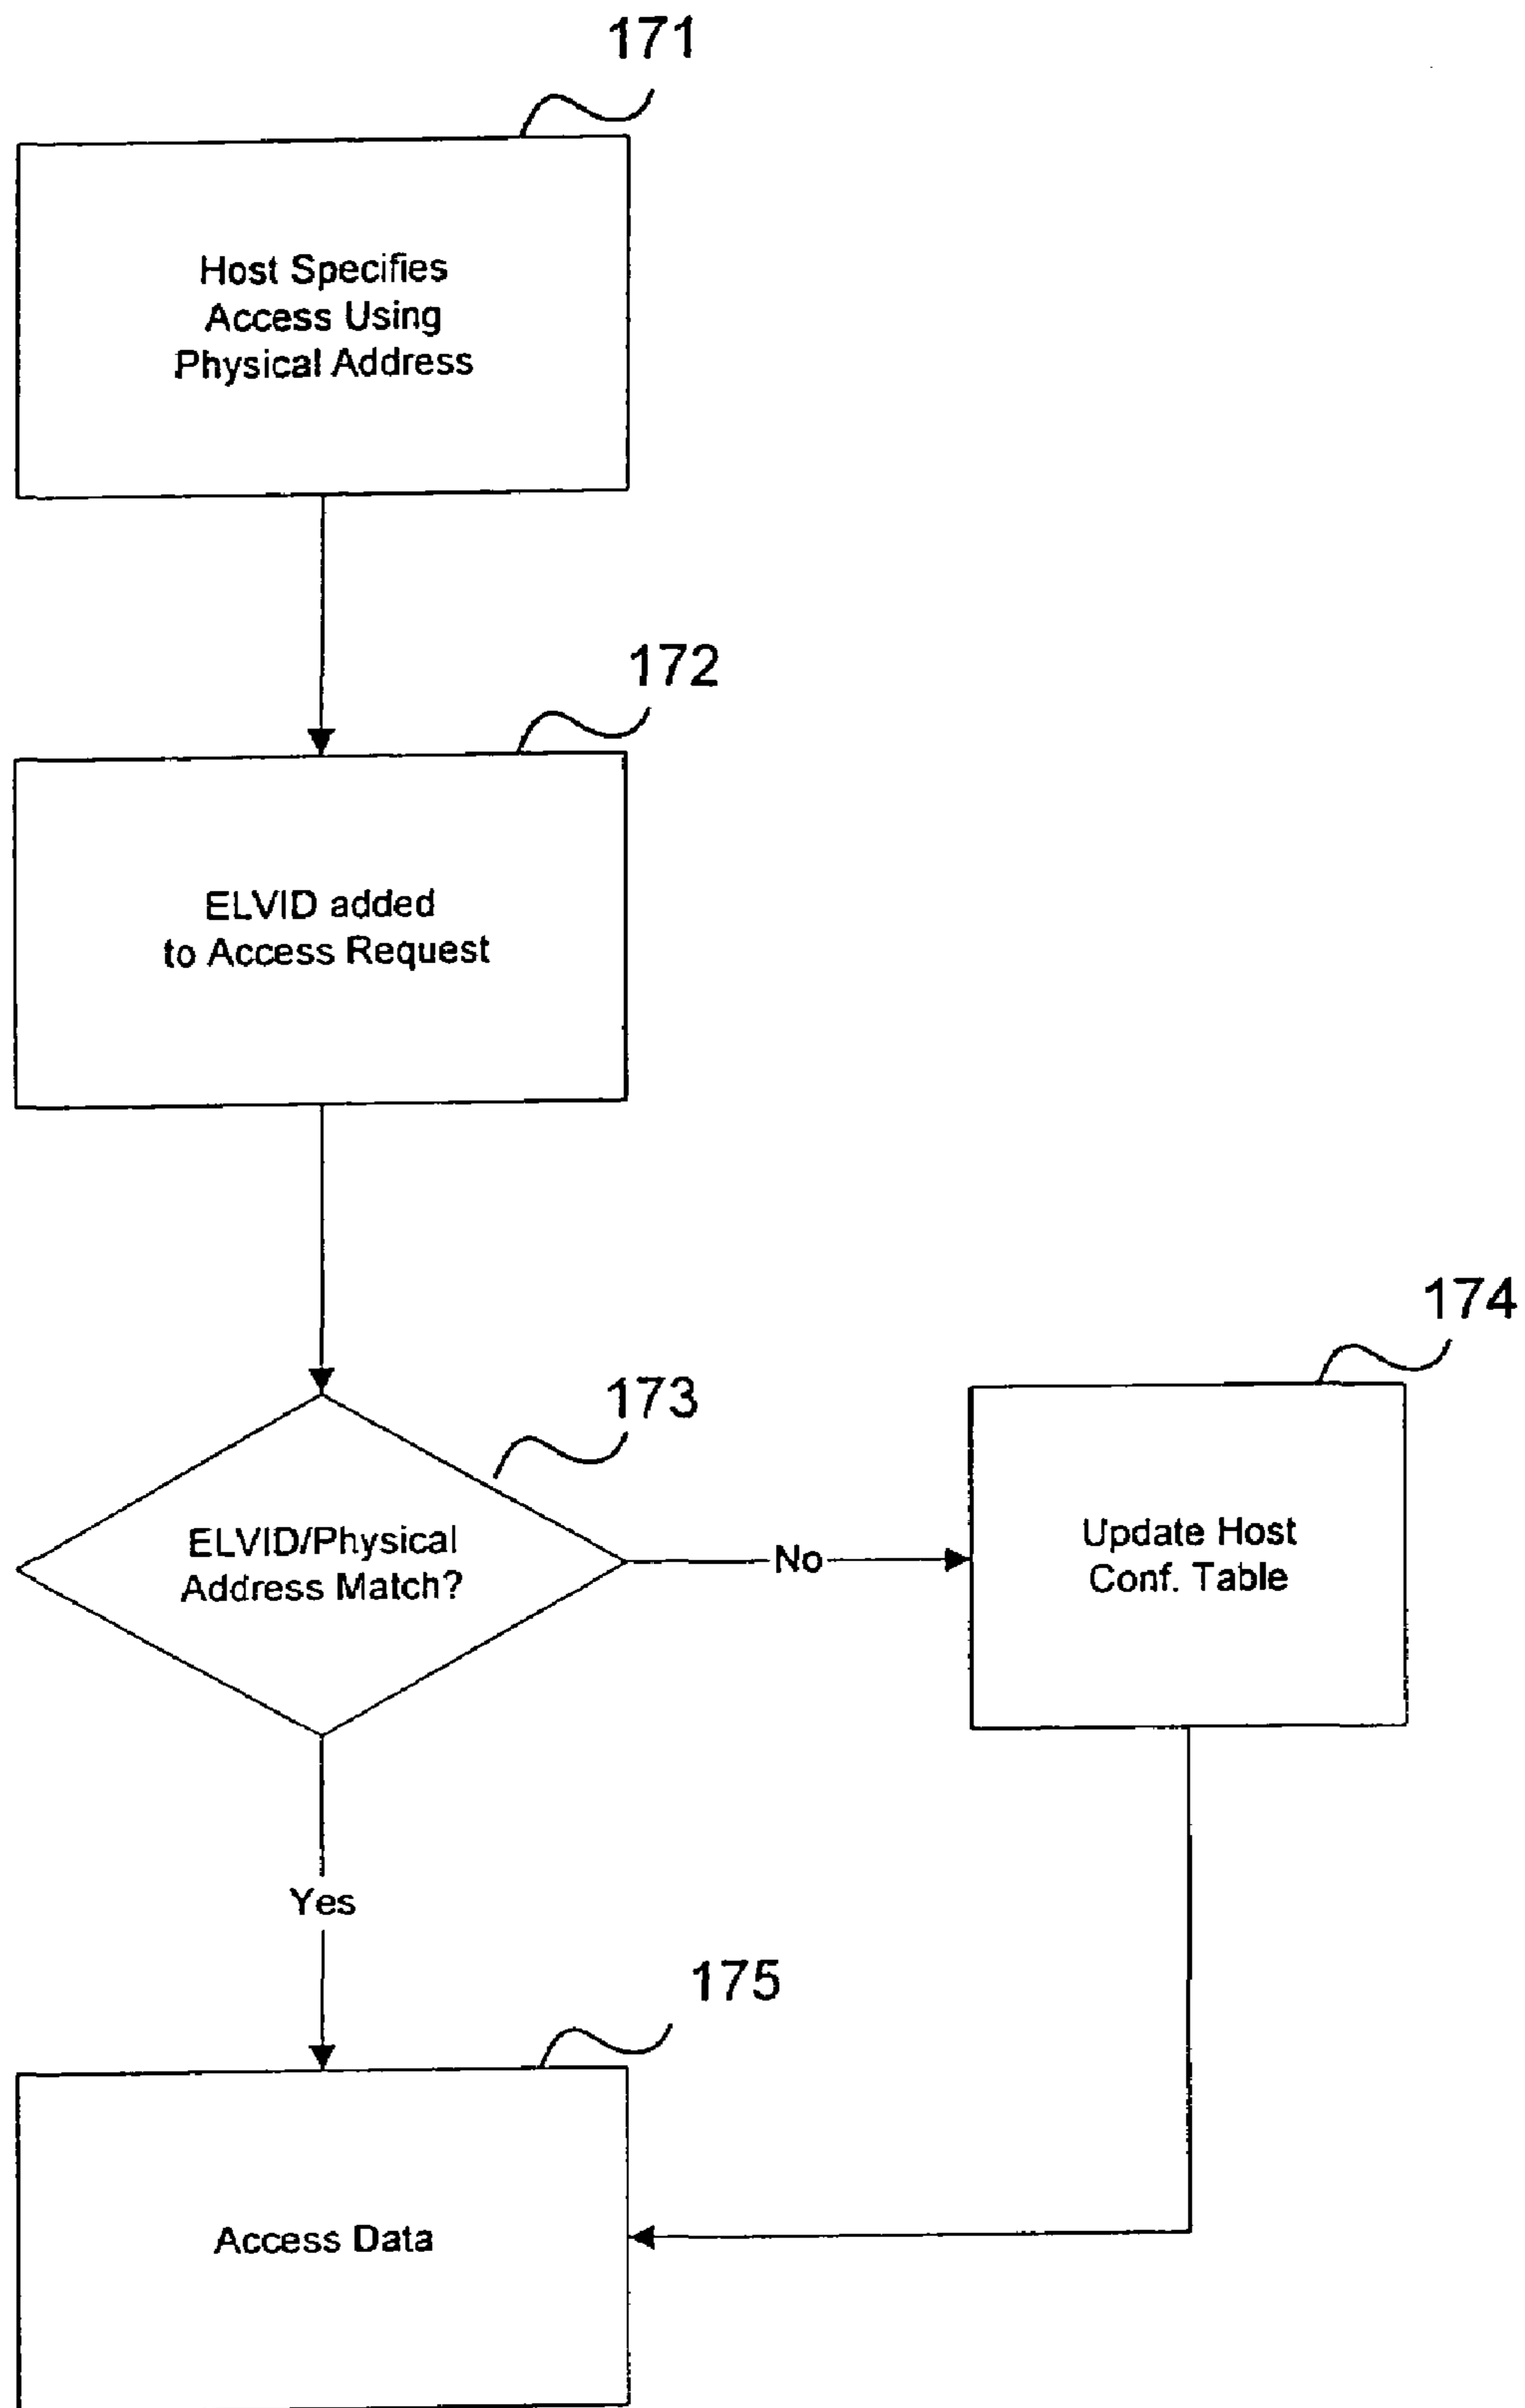 171
Host Specifies
Access Using
Physical Address
172
ELVID added
to Access Request
173
ELVID/Physical
Address Match?
No
174
Update Host
Conf. Table
Yes
175
Access Data